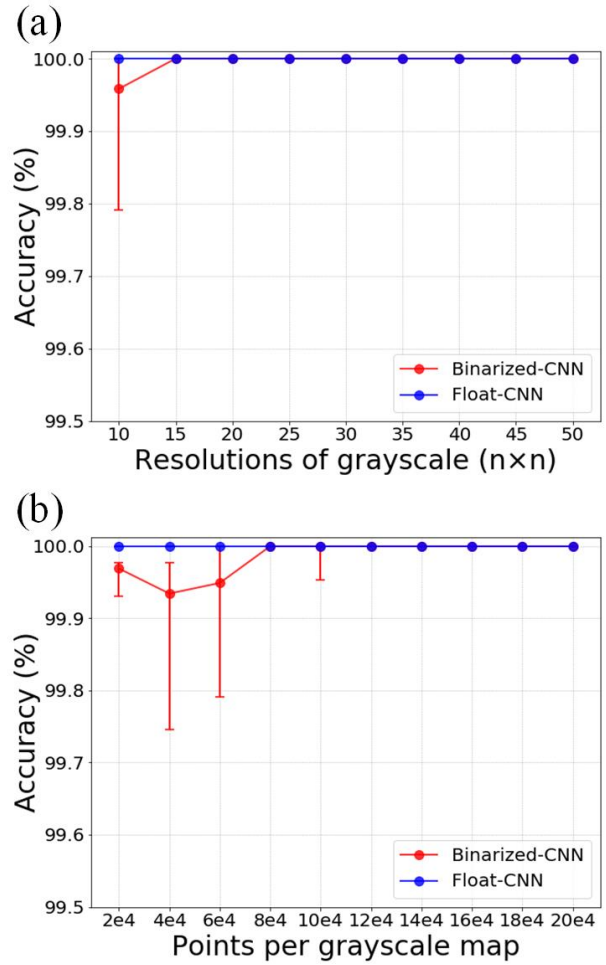 (a)
100.0
99.9
99.8
99.7
99.6
99.5
Accuracy (%)
Binarized-CNN
Float-CNN
10 15 20 25 30 35 40 45 50
Resolutions of grayscale (n×n)
(b)
100.0
99.9
99.8
99.7
99.6
99.5
Accuracy (%)
Binarized-CNN
Float-CNN
2e4 4e4 6e4 8e4 10e4 12e4 14e4 16e4 18e4 20e4
Points per grayscale map